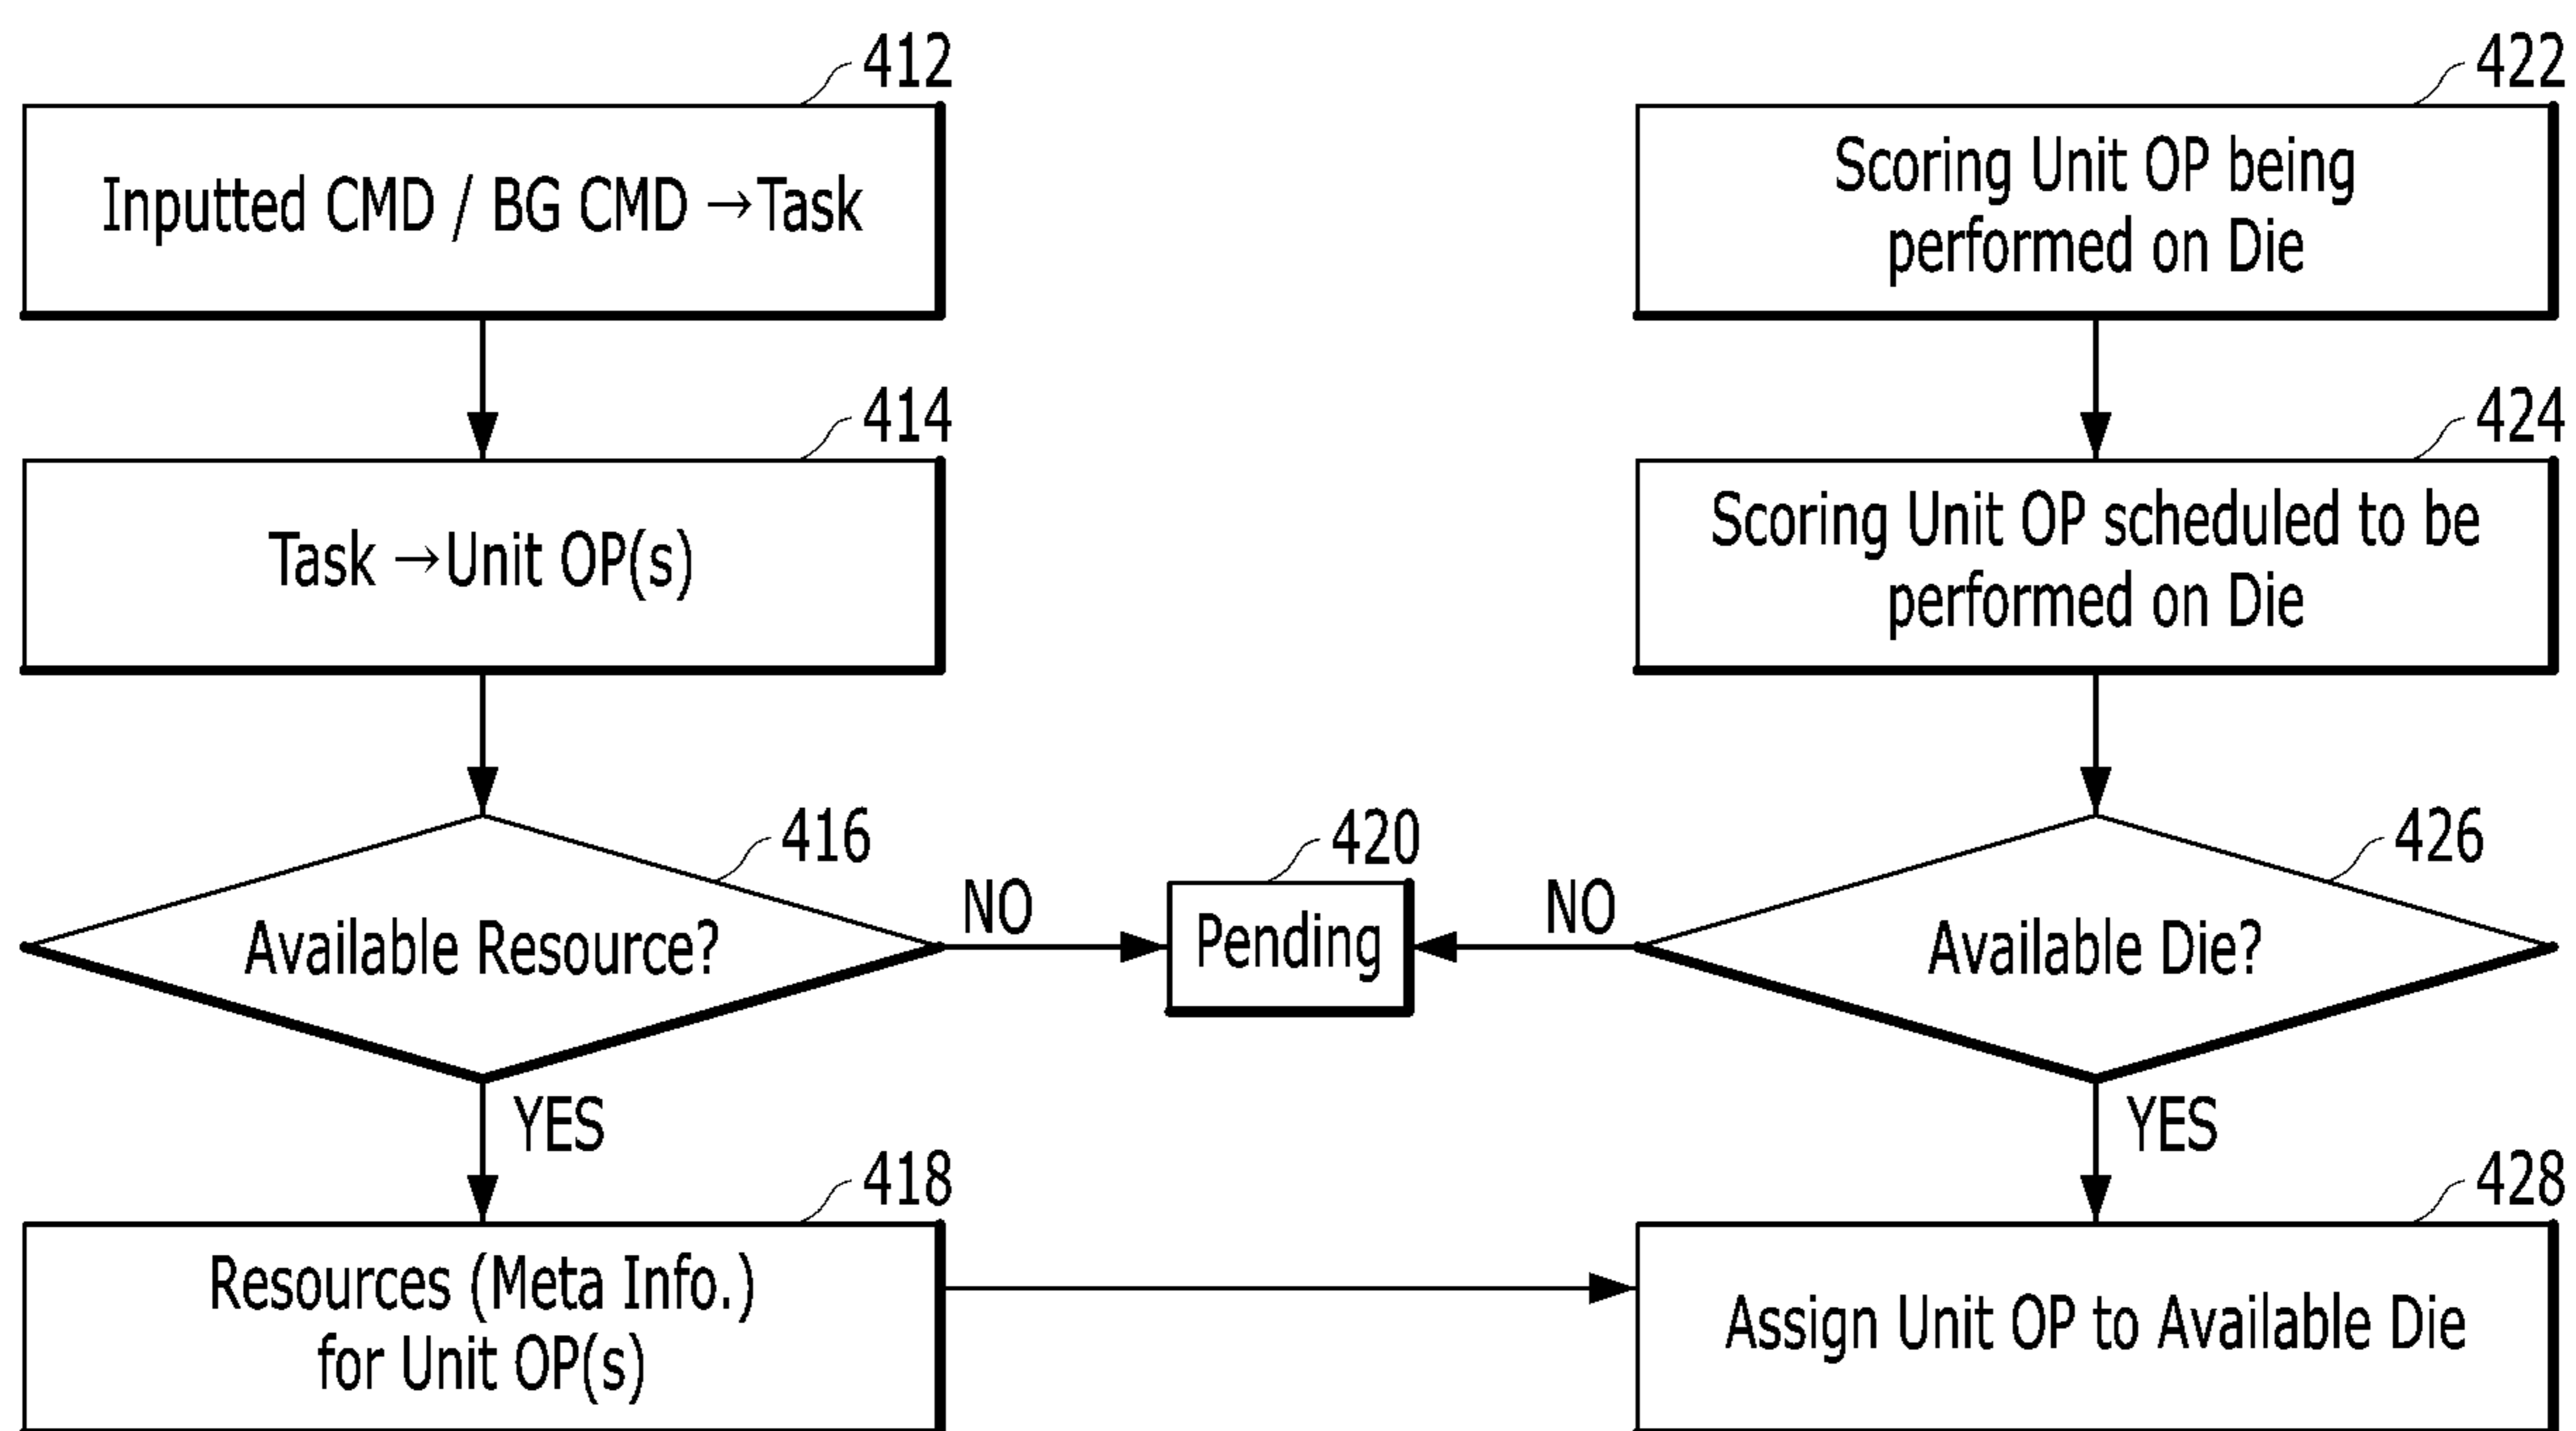 412
Inputted CMD / BG CMD →Task
414
Task →Unit OP(s)
416
Available Resource?
NO
YES
418
Resources (Meta Info.)
for Unit OP(s)
420
Pending
422
Scoring Unit OP being
performed on Die
424
Scoring Unit OP scheduled to be
performed on Die
426
Available Die?
NO
YES
428
Assign Unit OP to Available Die